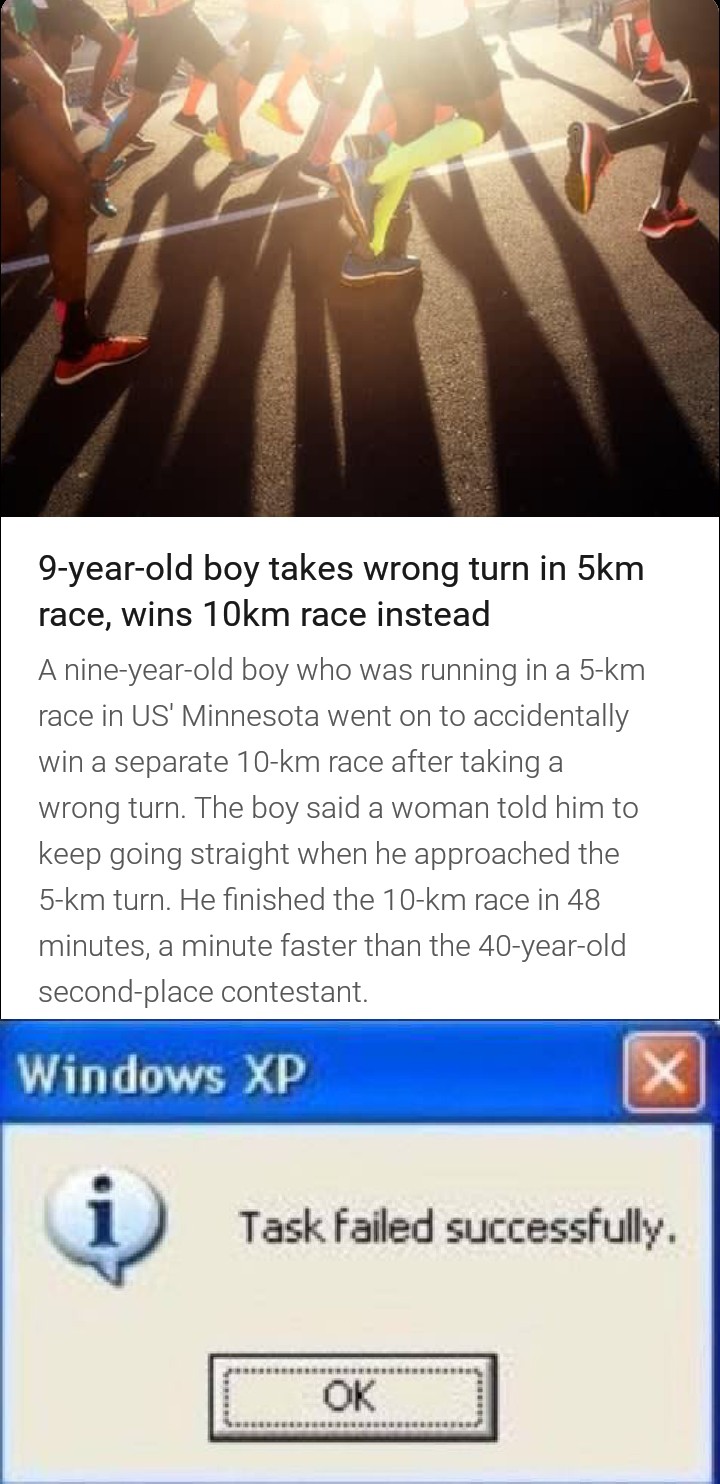 9-year-old boy takes wrong turn in 5km
race, wins 10km race instead
A nine-year-old boy who was running in a 5-km
race in US' Minnesota went on to accidentally
win a separate 10-km race after taking a
wrong turn. The boy said a woman told him to
keep going straight when he approached the
5-km turn. He finished the 10-km race in 48
minutes, a minute faster than the 40-year-old
second-place contestant.
Windows XP
Task failed successfully.
OK